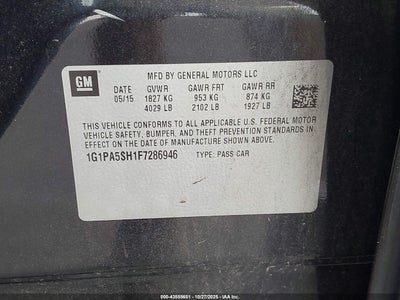 GM
MFD BY GENERAL MOTORS LLC
DATE GVWR GAWR FRT GAWR RR
05/15 1827 KG 953 KG 874 KG
4029 LB 2102 LB 1927 LB
THIS VEHICLE CONFORMS TO ALL APPLICABLE U.S. FEDERAL MOTOR
VEHICLE SAFETY, BUMPER, AND THEFT PREVENTION STANDARDS IN
EFFECT ON THE DATE OF MANUFACTURE SHOWN ABOVE.
1G1PA5SH1F7286946 TYPE: PASS CAR
000-43558651 - 10/27/2025 - IAA Inc.